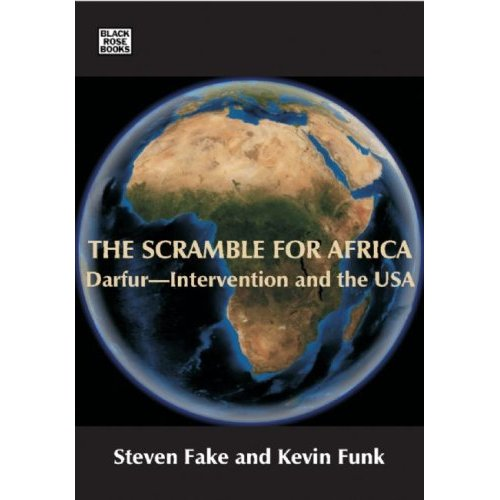 BLACK
ROSE
BOOKS
THE SCRAMBLE FOR AFRICA
Darfur—Intervention and the USA
Steven Fake and Kevin Funk